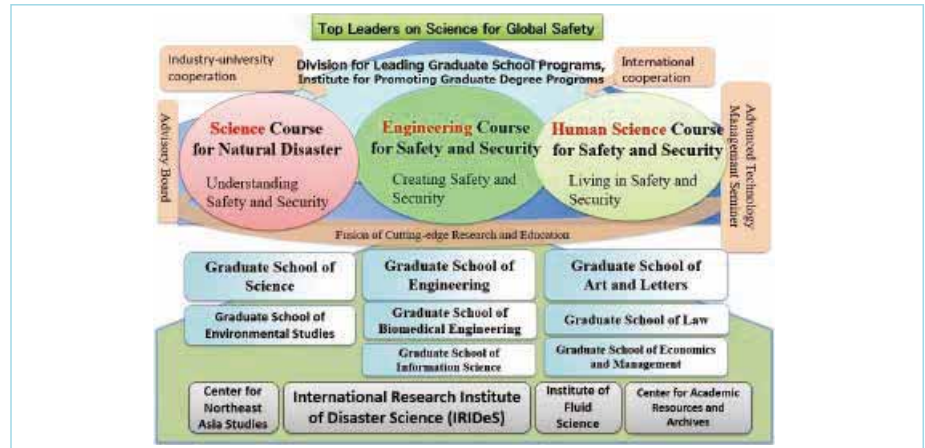 Top Leaders on Science for Global Safety
Industry-university
cooperation
Division for Leading Graduate School Programs,
Institute for Promoting Graduate Degree Programs
International
cooperation
Advisory Board
Science Course
for Natural Disaster
Understanding
Safety and Security
Engineering Course
for Safety and Security
Creating Safety and
Security
Human Science Course
for Safety and Security
Living in Safety and
Security
Advanced Technology
Managemant Seminer
Fusion of Cutting-edge Research and Education
Graduate School of
Science
Graduate School of
Engineering
Graduate School of
Art and Letters
Graduate School of
Environmental Studies
Graduate School of
Biomedical Engineering
Graduate School of Law
Graduate School of
Information Science
Graduate School of Economics
and Management
Center for
Northeast
Asia Studies
International Research Institute
of Disaster Science (IRIDeS)
Institute of
Fluid
Science
Center for Academic
Resources and
Archives